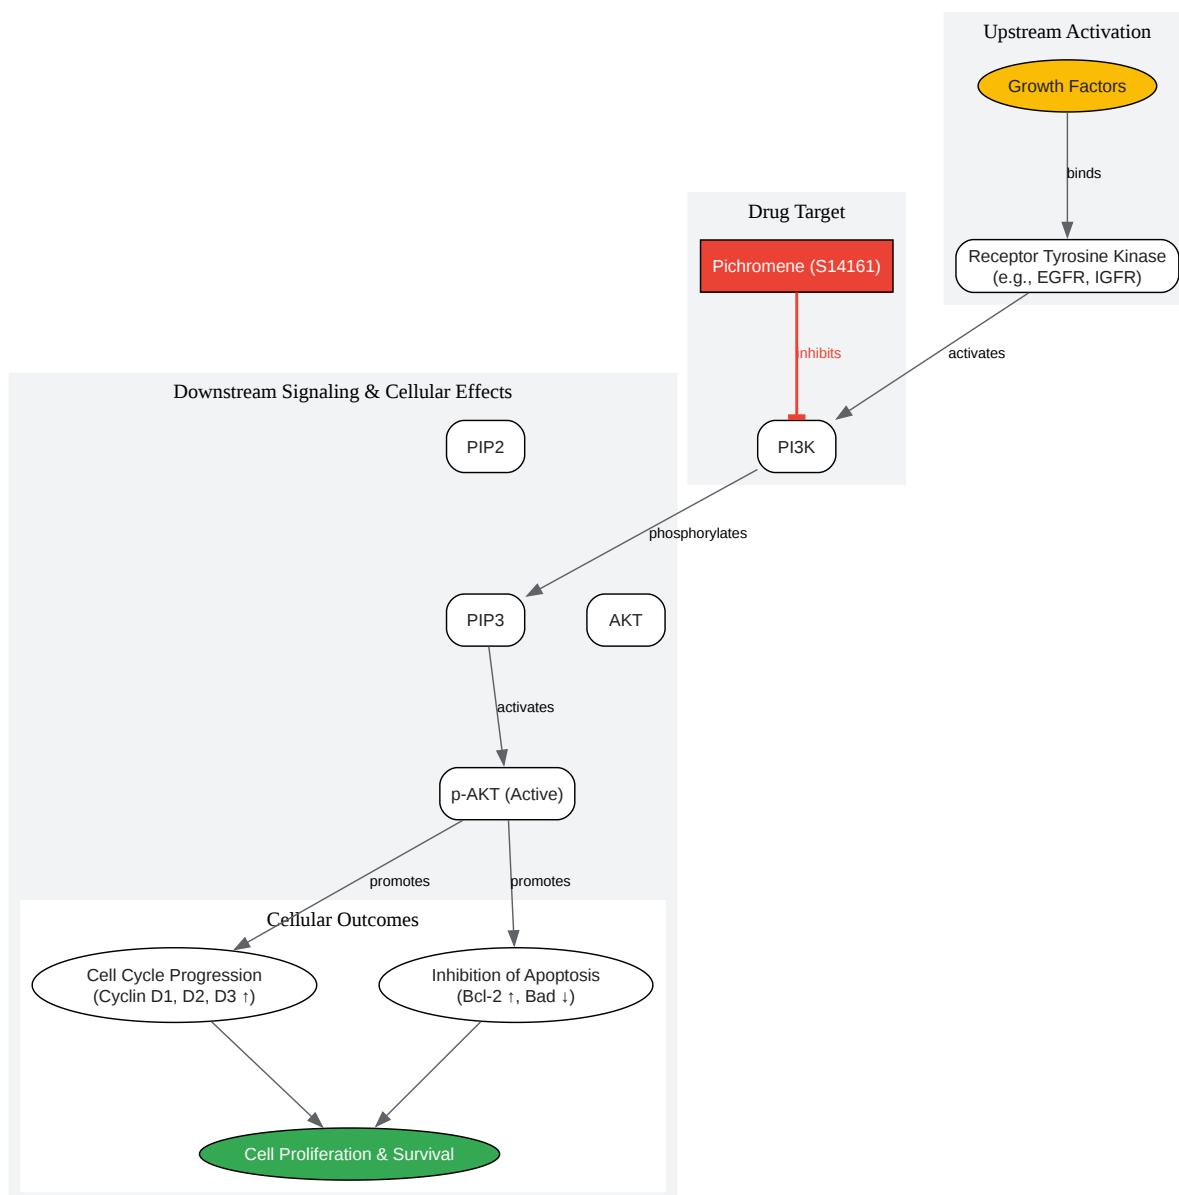 Upstream Activation
Growth Factors
binds
Drug Target
Pichromene (S14161)
Receptor Tyrosine Kinase
(e.g., EGFR, IGFR)
inhibits
activates
Downstream Signaling & Cellular Effects
PIP2
PI3K
phosphorylates
PIP3
AKT
activates
p-AKT (Active)
promotes
promotes
Cellular Outcomes
Cell Cycle Progression
(Cyclin D1, D2, D3 ↑)
Inhibition of Apoptosis
(Bcl-2 ↑, Bad ↓)
Cell Proliferation & Survival